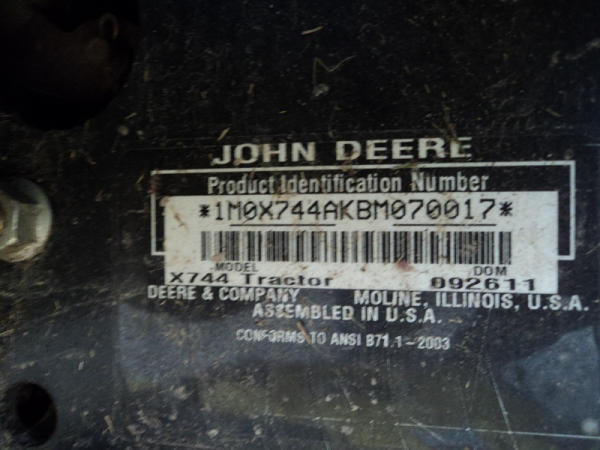 JOHN DEERE
Product Identification Number
*1M0X744AKBM070017*
MODEL DOM
X744 Tractor 092611
DEERE & COMPANY MOLINE, ILLINOIS, U.S.A.
ASSEMBLED IN U.S.A.
CONFORMS TO ANSI B71.1-2003